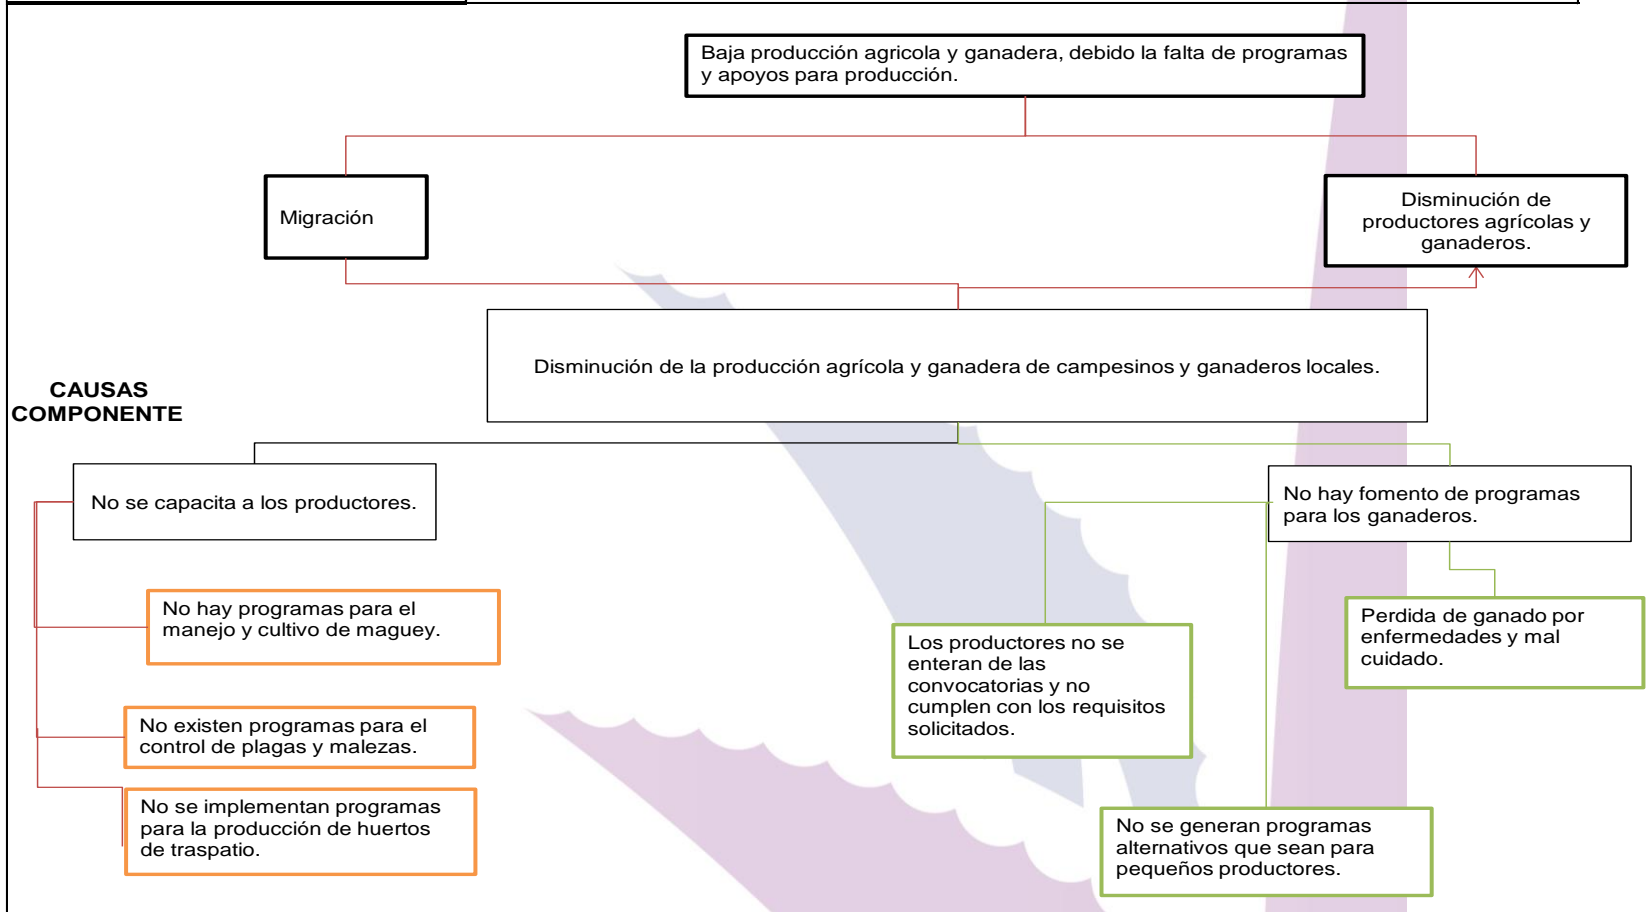 Baja producción agricola y ganadera, debido la falta de programas
y apoyos para producción.
Migración
Disminución de
productores agrícolas y
ganaderos.
Disminución de la producción agrícola y ganadera de campesinos y ganaderos locales.
CAUSAS
COMPONENTE
No se capacita a los productores.
No hay fomento de programas
para los ganaderos.
No hay programas para el
manejo y cultivo de maguey.
Los productores no se
enteran de las
convocatorias y no
cumplen con los requisitos
solicitados.
Perdida de ganado por
enfermedades y mal
cuidado.
No existen programas para el
control de plagas y malezas.
No se implementan programas
para la producción de huertos
de traspatio.
No se generan programas
alternativos que sean para
pequeños productores.